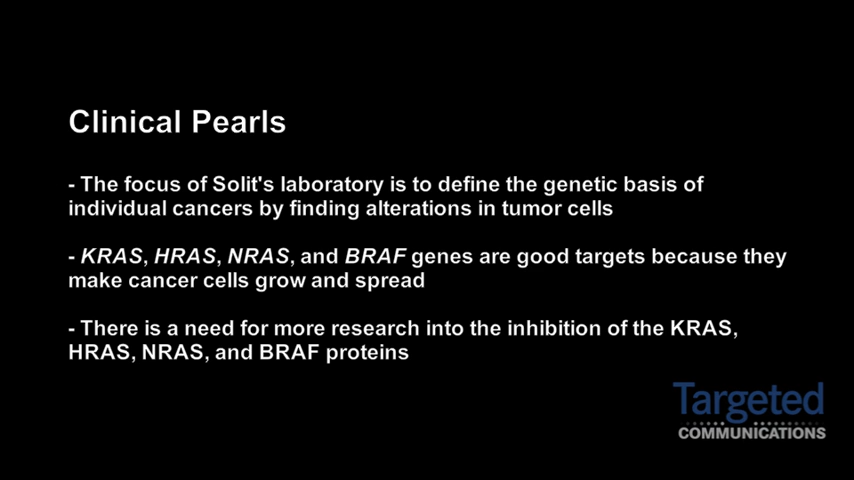 Clinical Pearls
- The focus of Solit's laboratory is to define the genetic basis of
individual cancers by finding alterations in tumor cells
- KRAS, HRAS, NRAS, and BRAF genes are good targets because they
make cancer cells grow and spread
- There is a need for more research into the inhibition of the KRAS,
HRAS, NRAS, and BRAF proteins
Targeted
COMMUNICATIONS